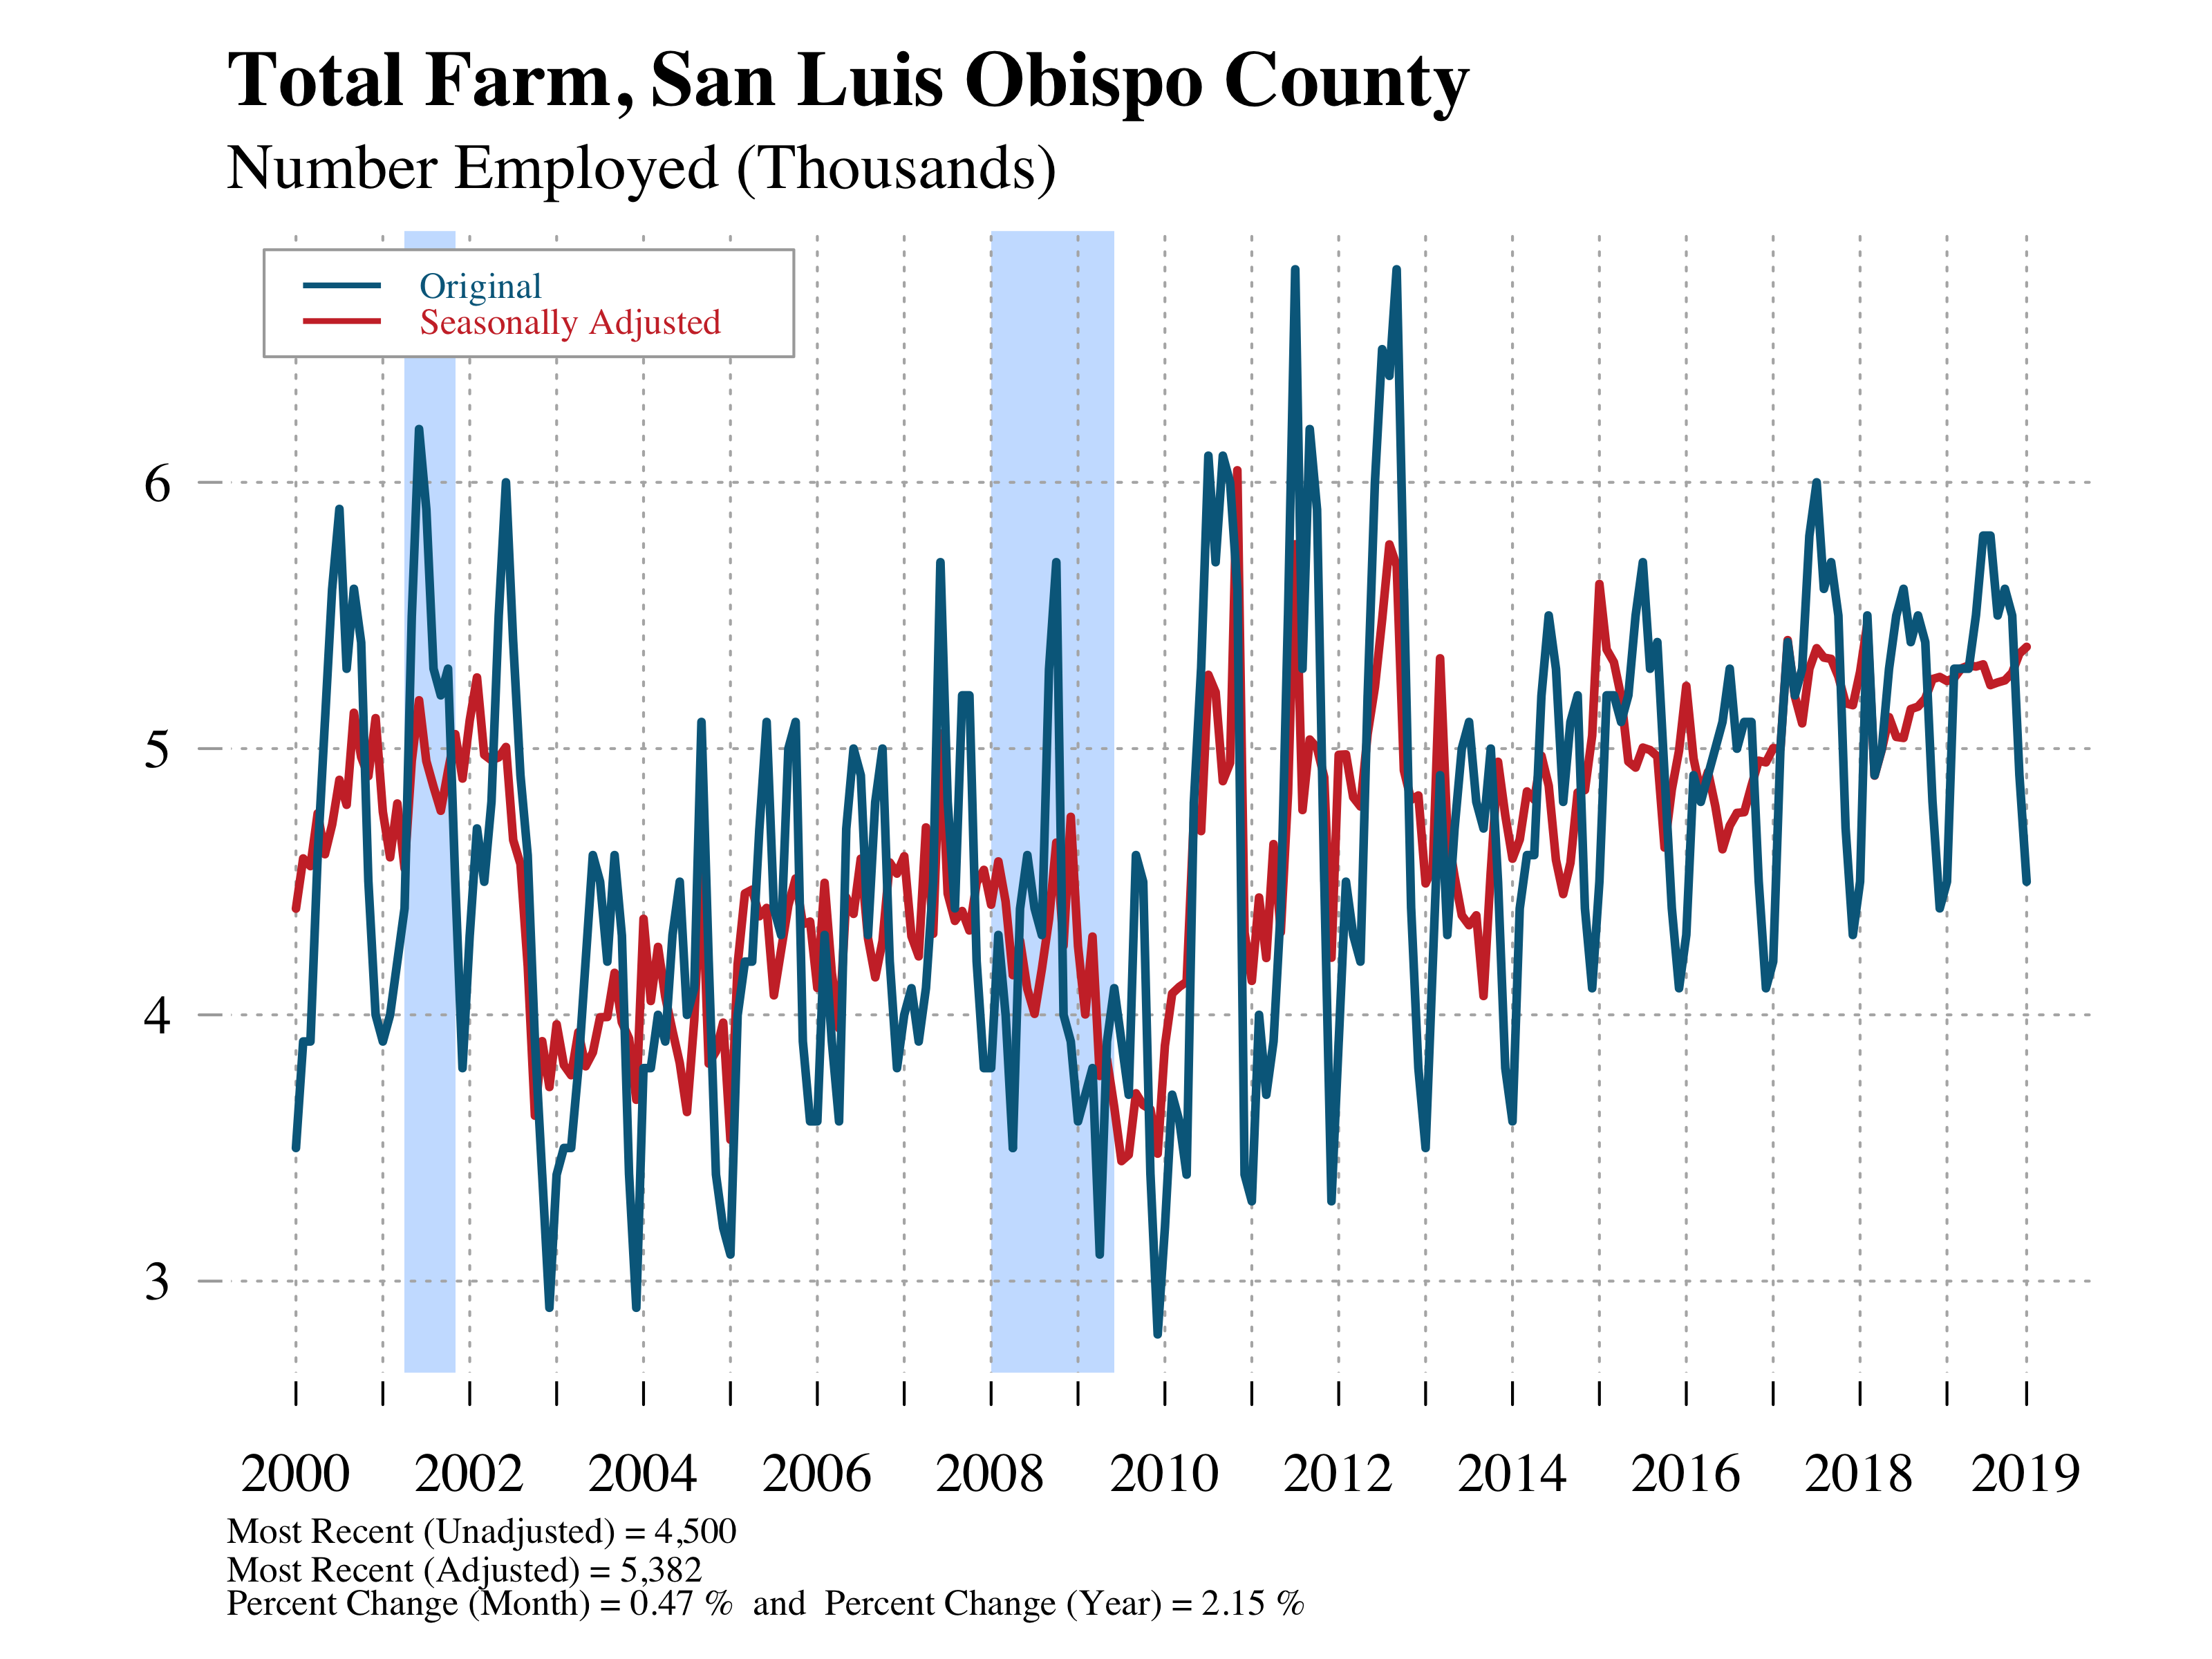 Total Farm, San Luis Obispo County
Number Employed (Thousands)
Original
Seasonally Adjusted
6
5
4
3
2000 2002 2004 2006 2008 2010 2012 2014 2016 2018 2019
Most Recent (Unadjusted) = 4,500
Most Recent (Adjusted) = 5,382
Percent Change (Month) = 0.47 % and Percent Change (Year) = 2.15 %